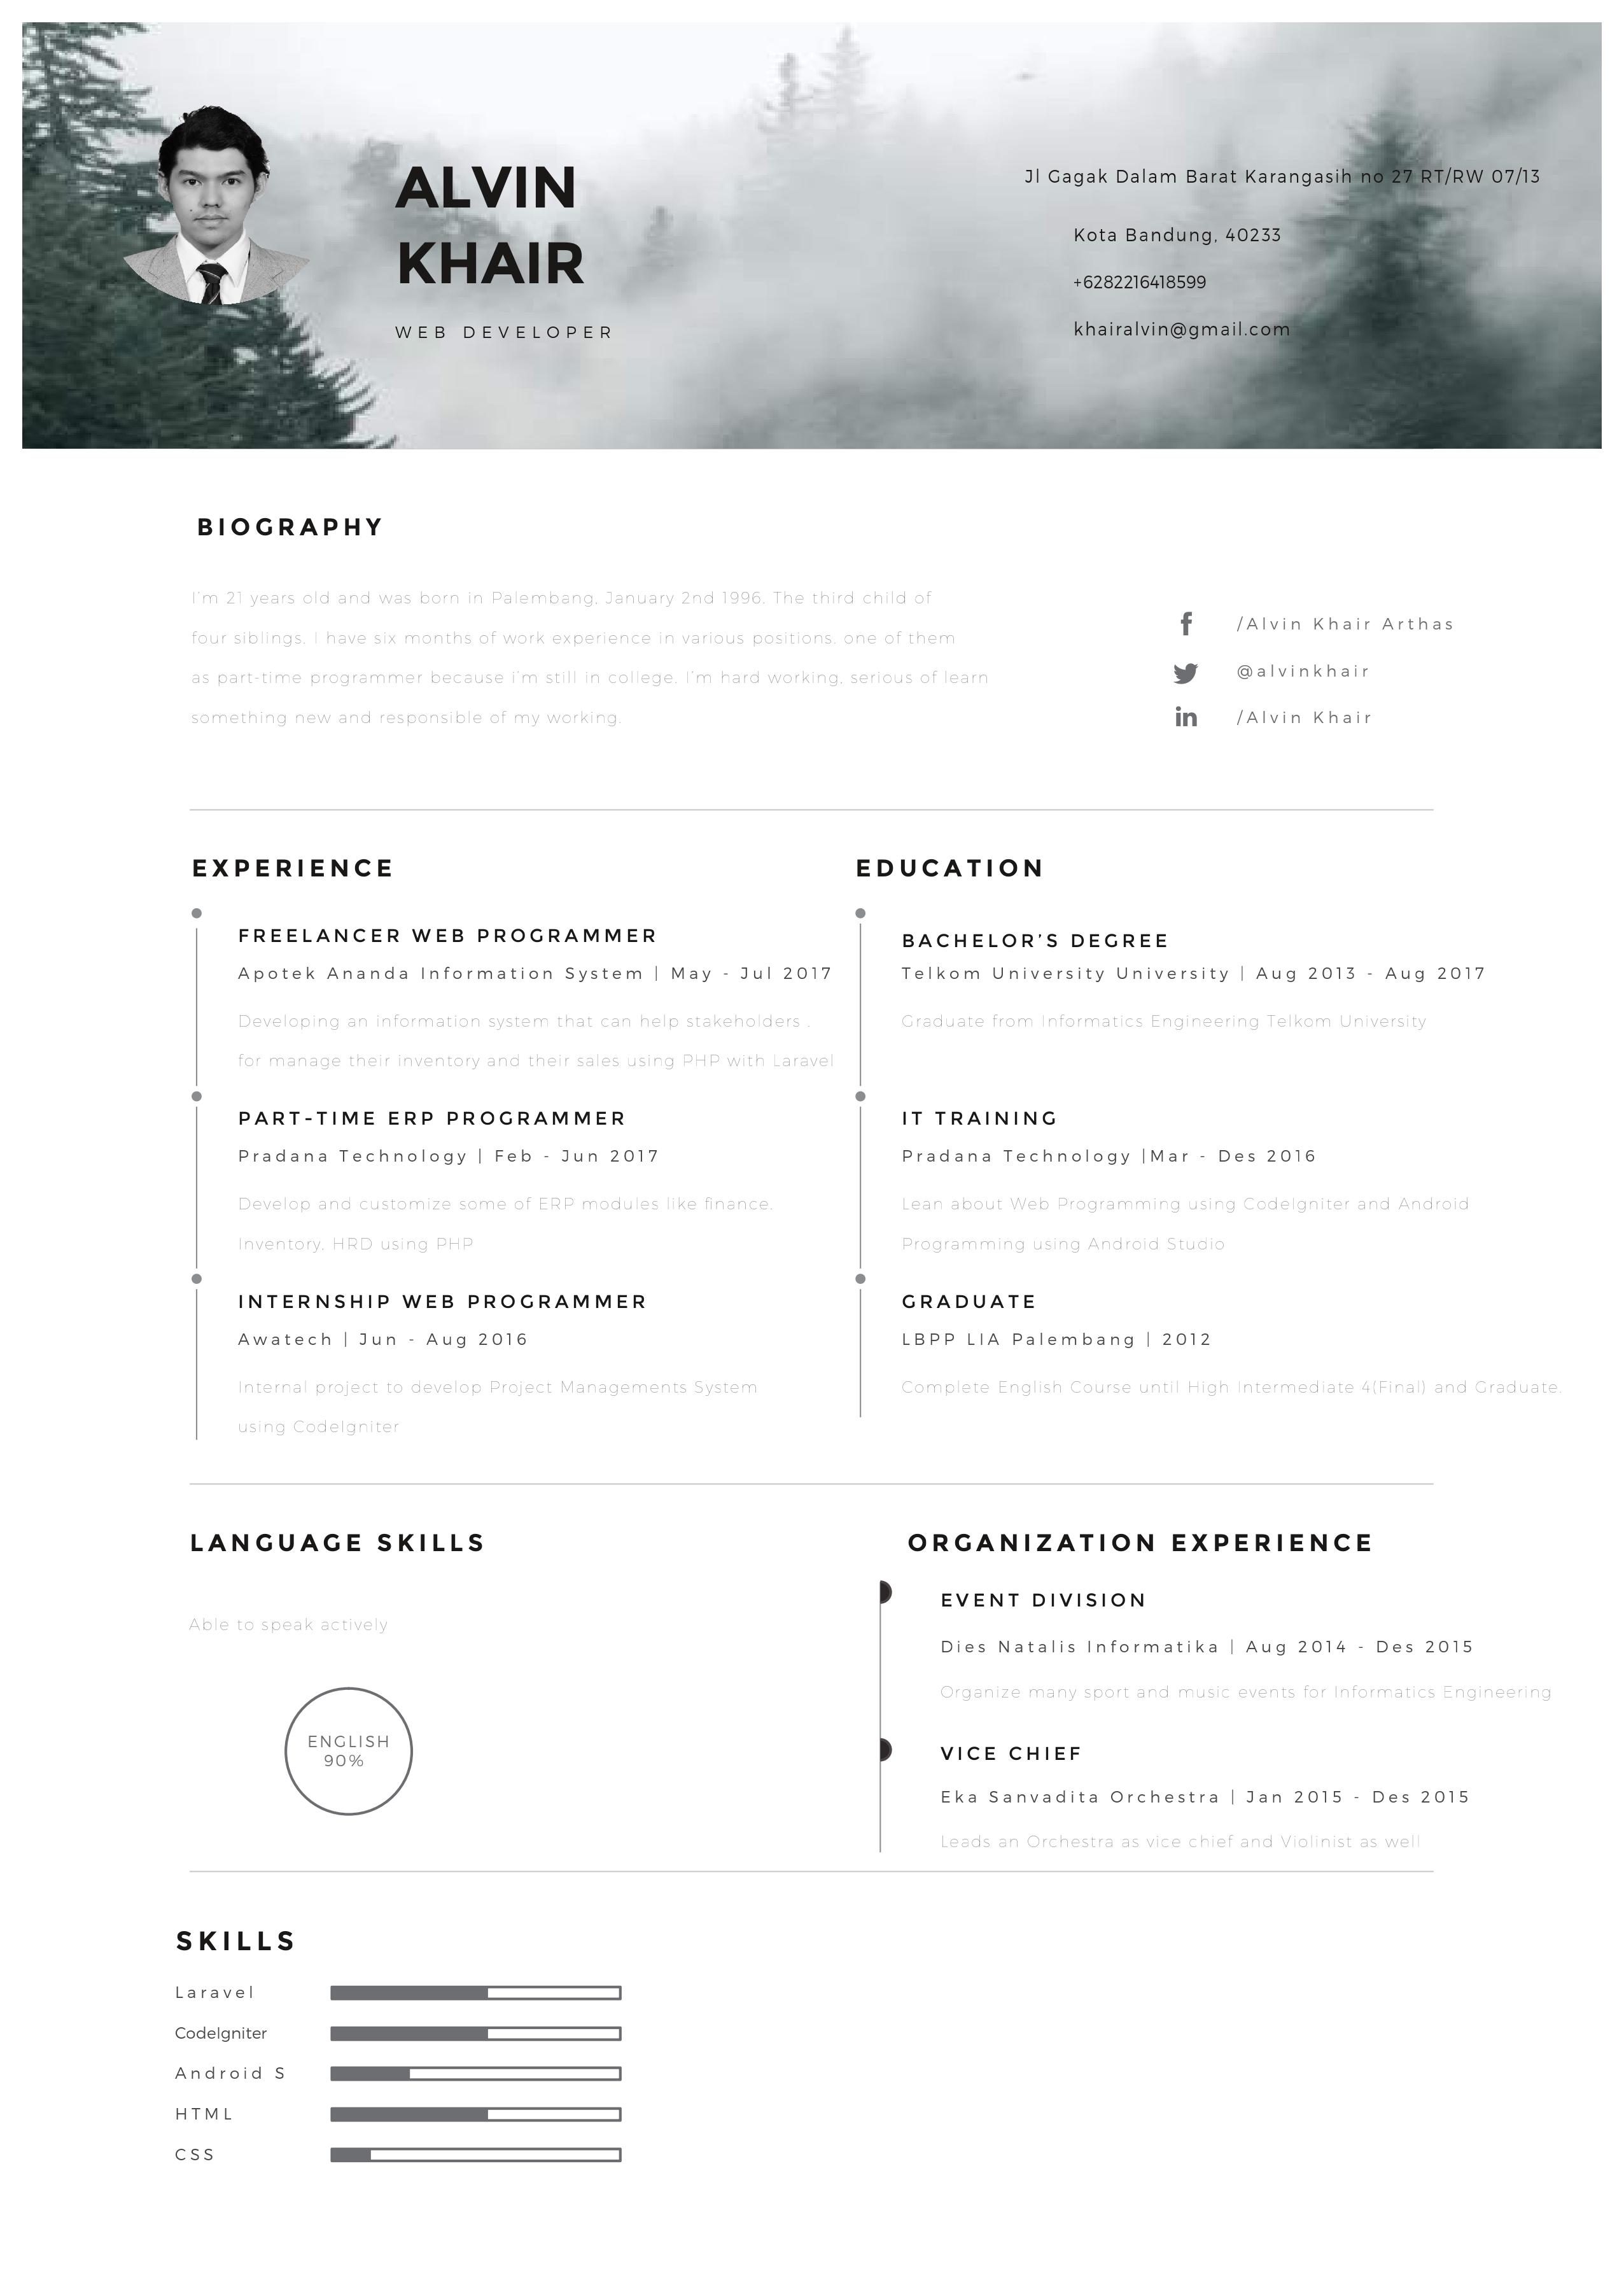 ALVIN
KHAIR
WEB DEVELOPER
Jl Gagak Dalam Barat Karangasih no 27 RT/RW 07/13
Kota Bandung, 40233
+6282216418599
khairalvin@gmail.com
BIOGRAPHY
I'm 21 years old and was born in Palembang, January 2nd 1996. The third child of
four siblings. I have six months of work experience in various positions. one of them
as part-time programmer because i'm still in college. I'm hard working, serious of learn
something new and responsible of my working.
/Alvin Khair Arthas
@alvinkhair
/Alvin Khair
EXPERIENCE
FREELANCER WEB PROGRAMMER
Apotek Ananda Information System | May - Jul 2017
Developing an information system that can help stakeholders .
for manage their inventory and their sales using PHP with Laravel
PART-TIME ERP PROGRAMMER
Pradana Technology | Feb - Jun 2017
Develop and customize some of ERP modules like finance,
Inventory, HRD using PHP
INTERNSHIP WEB PROGRAMMER
Awatech | Jun - Aug 2016
Internal project to develop Project Managements System
using CodeIgniter
EDUCATION
BACHELOR'S DEGREE
Telkom University University | Aug 2013 - Aug 2017
Graduate from Informatics Engineering Telkom University
IT TRAINING
Pradana Technology |Mar - Des 2016
Lean about Web Programming using CodeIgniter and Android
Programming using Android Studio
GRADUATE
LBPP LIA Palembang | 2012
Complete English Course until High Intermediate 4(Final) and Graduate.
LANGUAGE SKILLS
Able to speak actively
ENGLISH
90%
ORGANIZATION EXPERIENCE
EVENT DIVISION
Dies Natalis Informatika | Aug 2014 - Des 2015
Organize many sport and music events for Informatics Engineering
VICE CHIEF
Eka Sanvadita Orchestra | Jan 2015 - Des 2015
Leads an Orchestra as vice chief and Violinist as well
SKILLS
Laravel
CodeIgniter
Android S
HTML
CSS